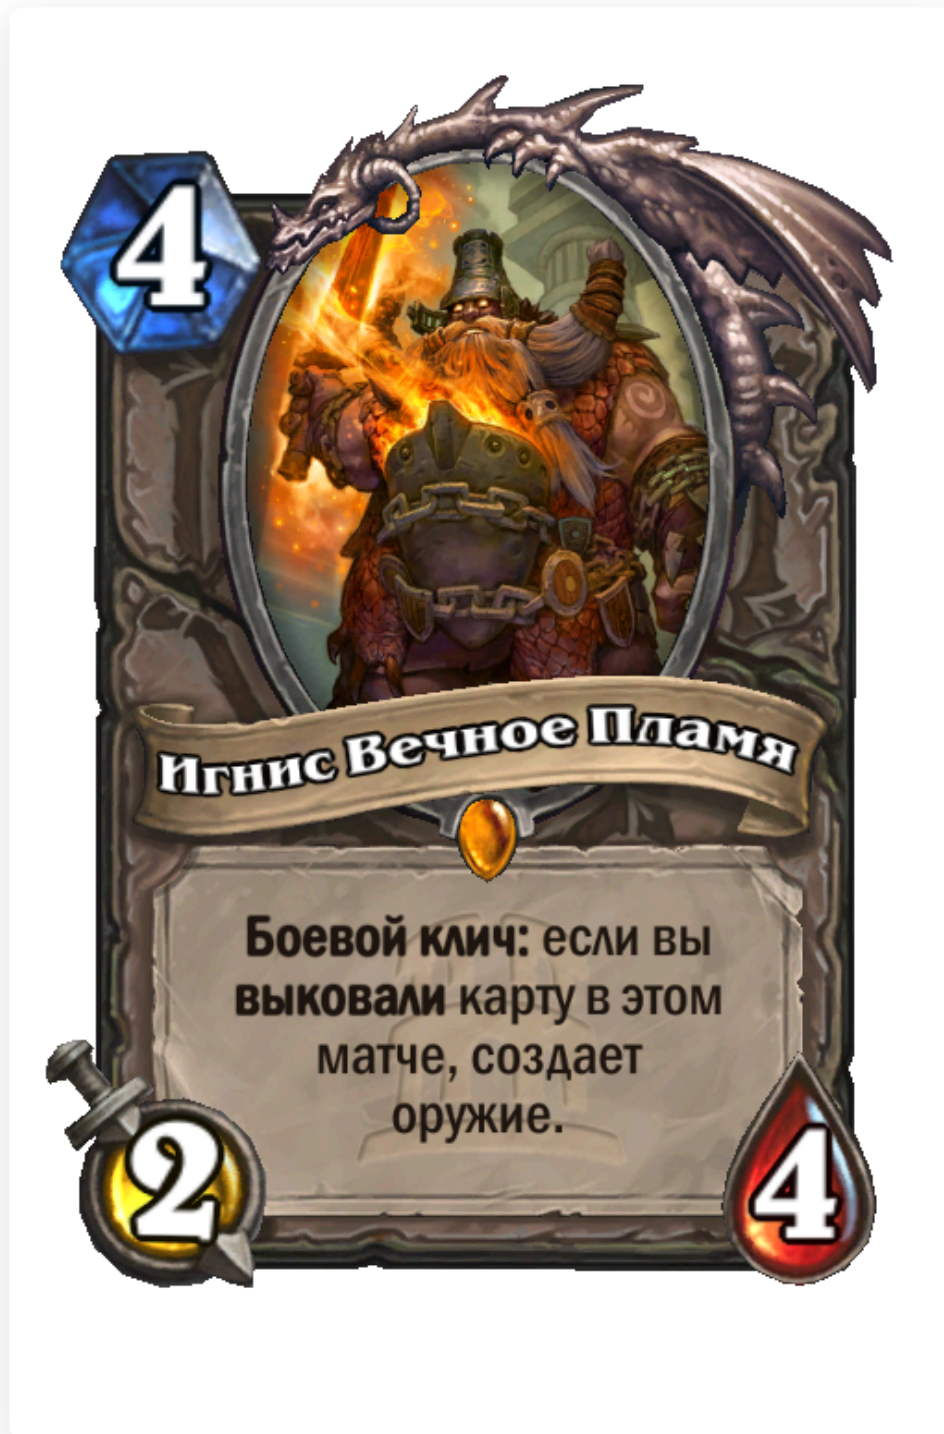 4
Игнис Вечное Пламя
Боевой клич: если вы
выковали карту в этом
матче, создает
оружие.
2
4